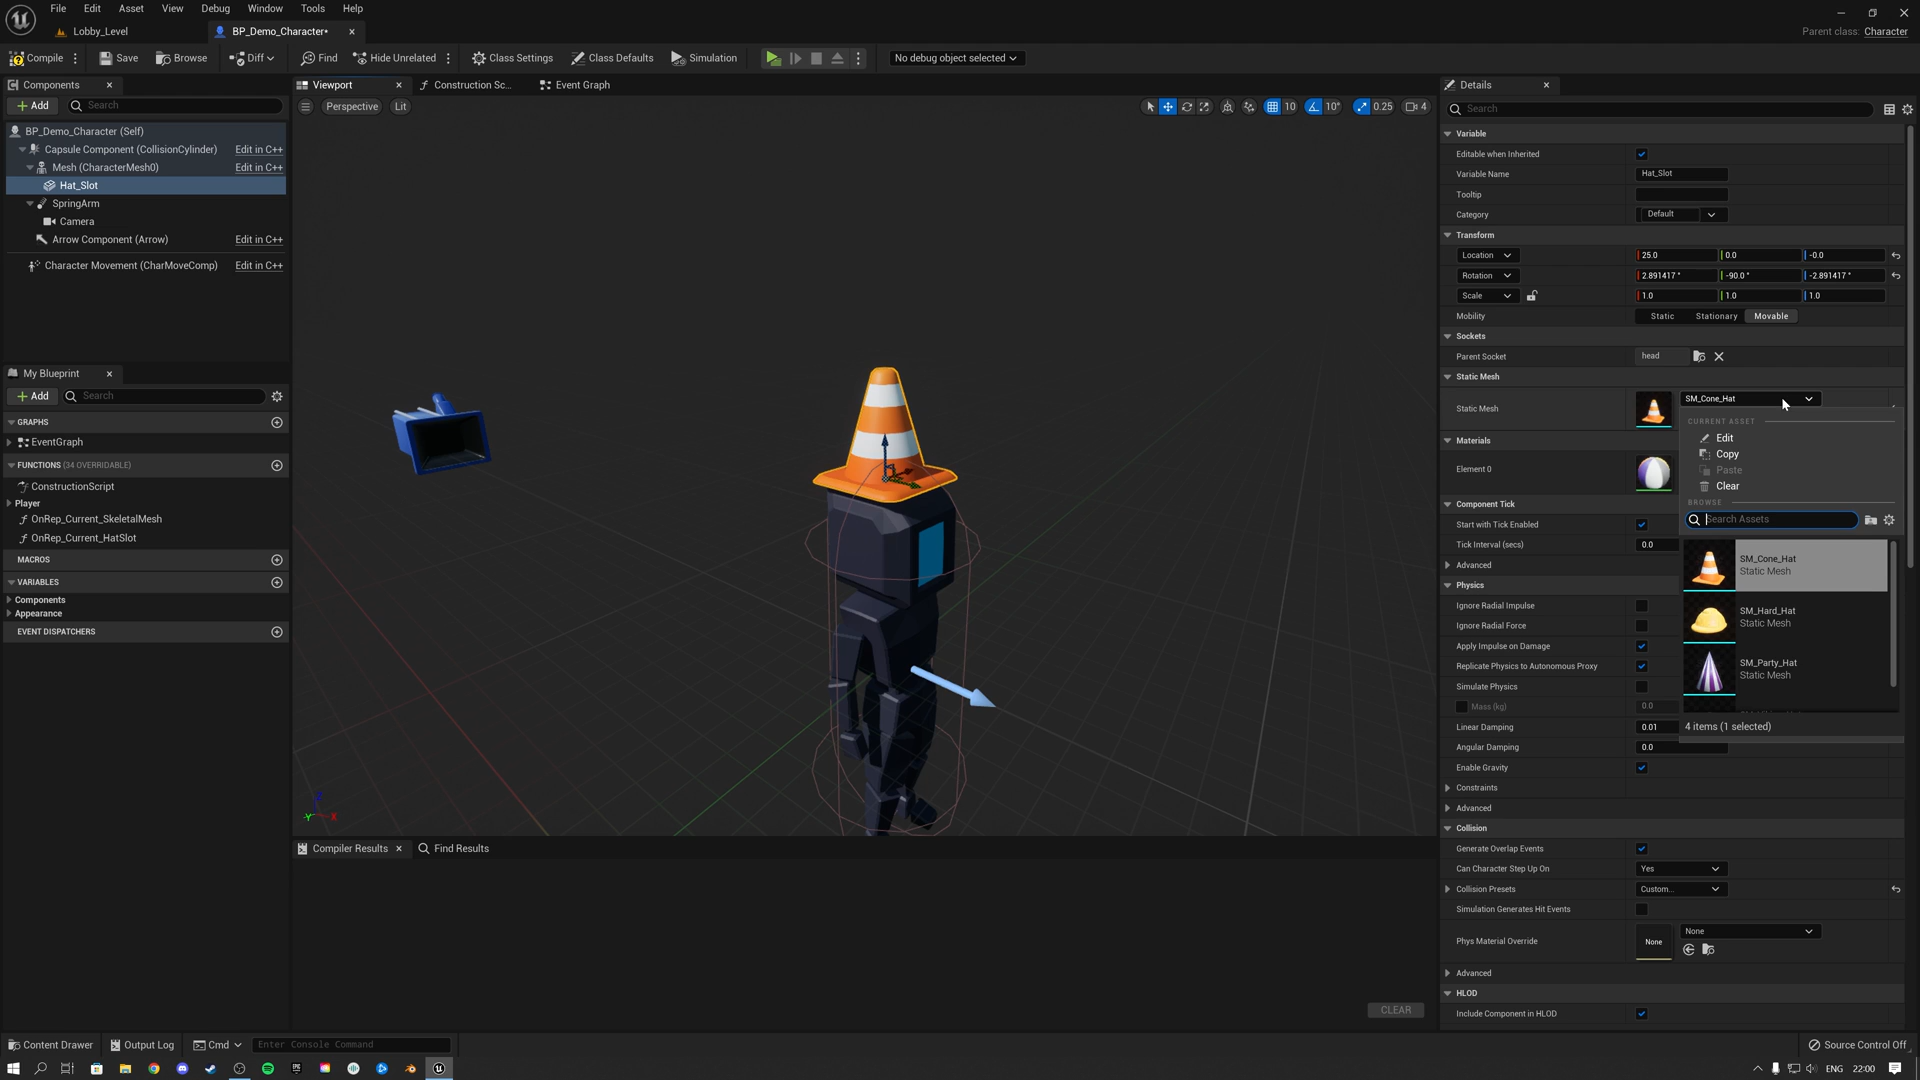 File Edit Asset View Debug Window Tools Help
Lobby_Level
BP_Demo_Character*
Parent class: Character
Compile
Save
Browse
Diff
Find
Hide Unrelated
Class Settings
Class Defaults
Simulation
No debug object selected
Components
Add
Search
BP_Demo_Character (Self)
Capsule Component (CollisionCylinder) Edit in C++
Mesh (CharacterMesh0) Edit in C++
Hat_Slot
SpringArm
Camera
Arrow Component (Arrow) Edit in C++
Character Movement (CharMoveComp) Edit in C++
My Blueprint
Add
Search
GRAPHS
EventGraph
FUNCTIONS (34 OVERRIDABLE)
ConstructionScript
Player
OnRep_Current_SkeletalMesh
OnRep_Current_HatSlot
MACROS
VARIABLES
Components
Appearance
EVENT DISPATCHERS
Viewport
Construction Sc...
Event Graph
Perspective
Lit
10
10°
0.25
4
Z
Y
X
Compiler Results
Find Results
CLEAR
Details
Search
Variable
Editable when Inherited
Variable Name Hat_Slot
Tooltip
Category Default
Transform
Location 25.0 0.0 -0.0
Rotation 2.891417 ° -90.0 ° -2.891417 °
Scale 1.0 1.0 1.0
Mobility Static Stationary Movable
Sockets
Parent Socket head
Static Mesh
Static Mesh SM_Cone_Hat
CURRENT ASSET
Edit
Copy
Paste
Clear
BROWSE
Search Assets
SM_Cone_Hat
Static Mesh
SM_Hard_Hat
Static Mesh
SM_Party_Hat
Static Mesh
4 items (1 selected)
Materials
Element 0
Component Tick
Start with Tick Enabled
Tick Interval (secs) 0.0
Advanced
Physics
Ignore Radial Impulse
Ignore Radial Force
Apply Impulse on Damage
Replicate Physics to Autonomous Proxy
Simulate Physics
Mass (kg) 0.0
Linear Damping 0.01
Angular Damping 0.0
Enable Gravity
Constraints
Advanced
Collision
Generate Overlap Events
Can Character Step Up On Yes
Collision Presets Custom...
Simulation Generates Hit Events
Phys Material Override None None
Advanced
HLOD
Include Component in HLOD
Content Drawer
Output Log
Cmd
Enter Console Command
Source Control Off
ENG 22:00